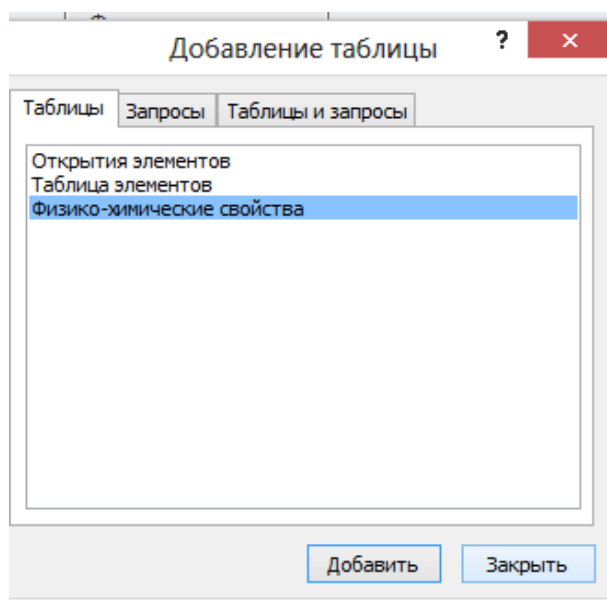 Добавление таблицы ?
Таблицы Запросы Таблицы и запросы
Открытия элементов
Таблица элементов
Физико-химические свойства
Добавить Закрыть